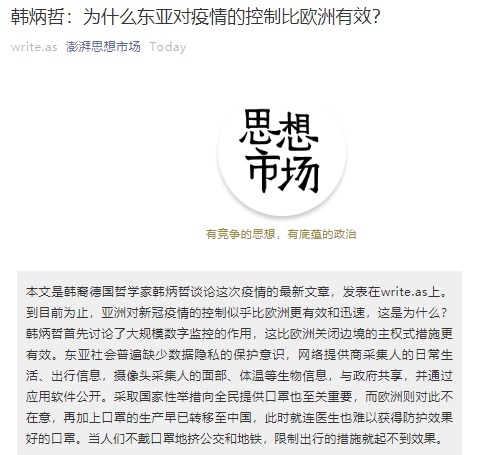 韩炳哲：为什么东亚对疫情的控制比欧洲有效？
write.as 澎湃思想市场 Today
思想
市场
有竞争的思想，有底蕴的政治
本文是韩裔德国哲学家韩炳哲谈论这次疫情的最新文章，发表在write.as上。
到目前为止，亚洲对新冠疫情的控制似乎比欧洲更有效和迅速，这是为什么？
韩炳哲首先讨论了大规模数字监控的作用，这比欧洲关闭边境的主权式措施更
有效。东亚社会普遍缺少数据隐私的保护意识，网络提供商采集人的日常生
活、出行信息，摄像头采集人的面部、体温等生物信息，与政府共享，并通过
应用软件公开。采取国家性举措向全民提供口罩也至关重要，而欧洲则对此不
在意，再加上口罩的生产早已转移至中国，此时就连医生也难以获得防护效果
好的口罩。当人们不戴口罩地挤公交和地铁，限制出行的措施就起不到效果。